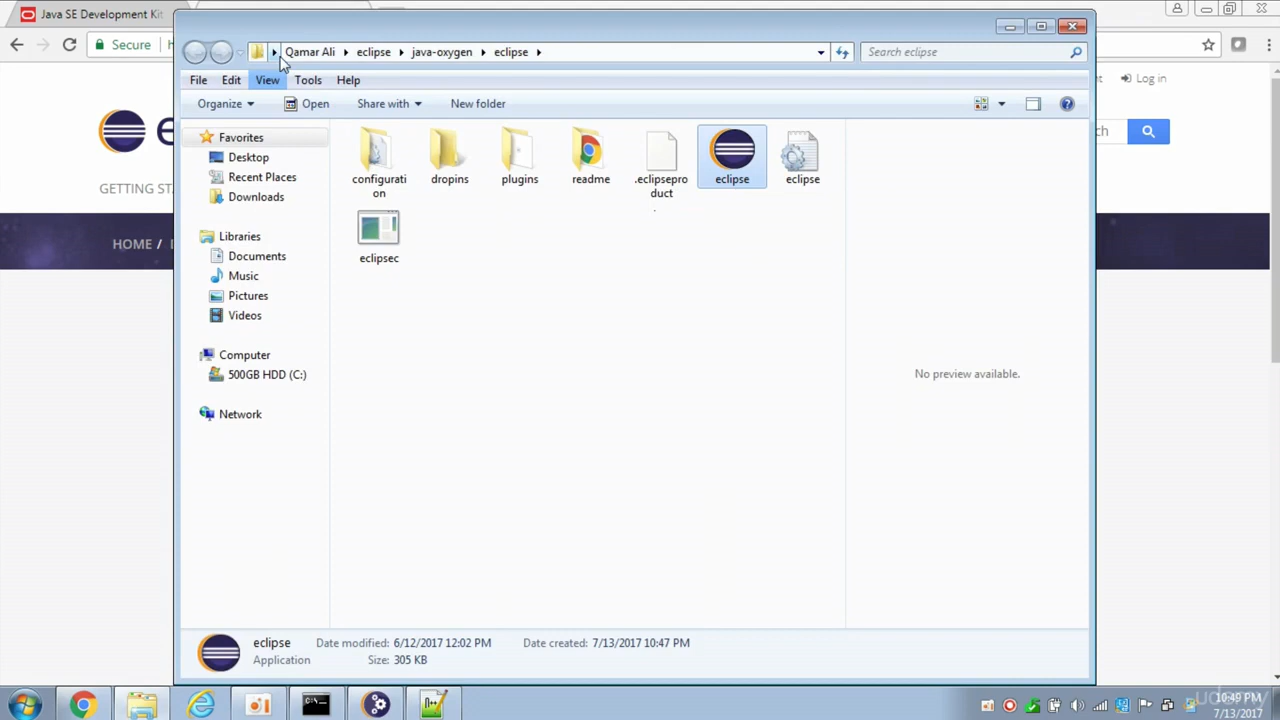 Java SE Development Kit
Secure
Qamar Ali eclipse java-oxygen eclipse
Search eclipse
File Edit View Tools Help
Log in
Organize Open Share with New folder
Favorites
Desktop
Recent Places
Downloads
Libraries
Documents
Music
Pictures
Videos
Computer
500GB HDD (C:)
Network
configurati
on
dropins
plugins
readme
.eclipsepro
duct
eclipse
eclipse
eclipsec
GETTING
HOME /
No preview available.
eclipse
Application
Date modified: 6/12/2017 12:02 PM
Size: 305 KB
Date created: 7/13/2017 10:47 PM
udemy
10:49 PM
7/13/2017